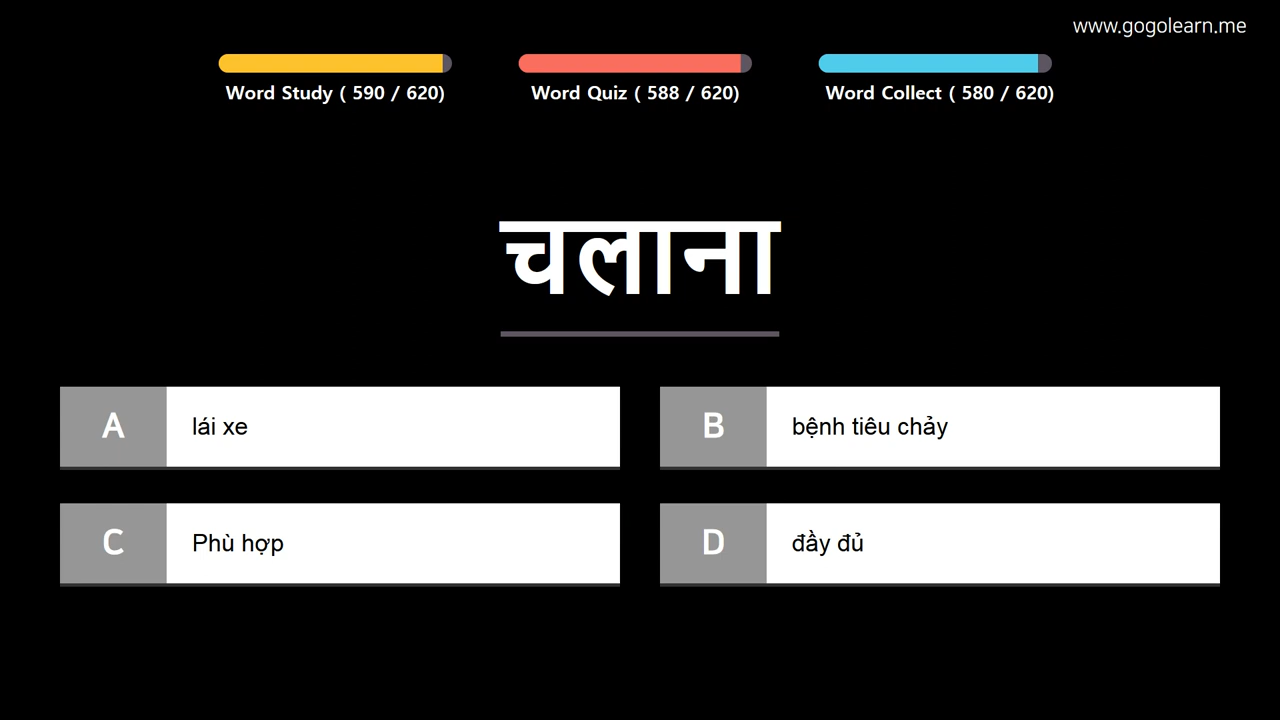 www.gogolearn.me
Word Study ( 590 / 620)
Word Quiz ( 588 / 620)
Word Collect ( 580 / 620)
चलाना
A lái xe
B bệnh tiêu chảy
C Phù hợp
D đầy đủ